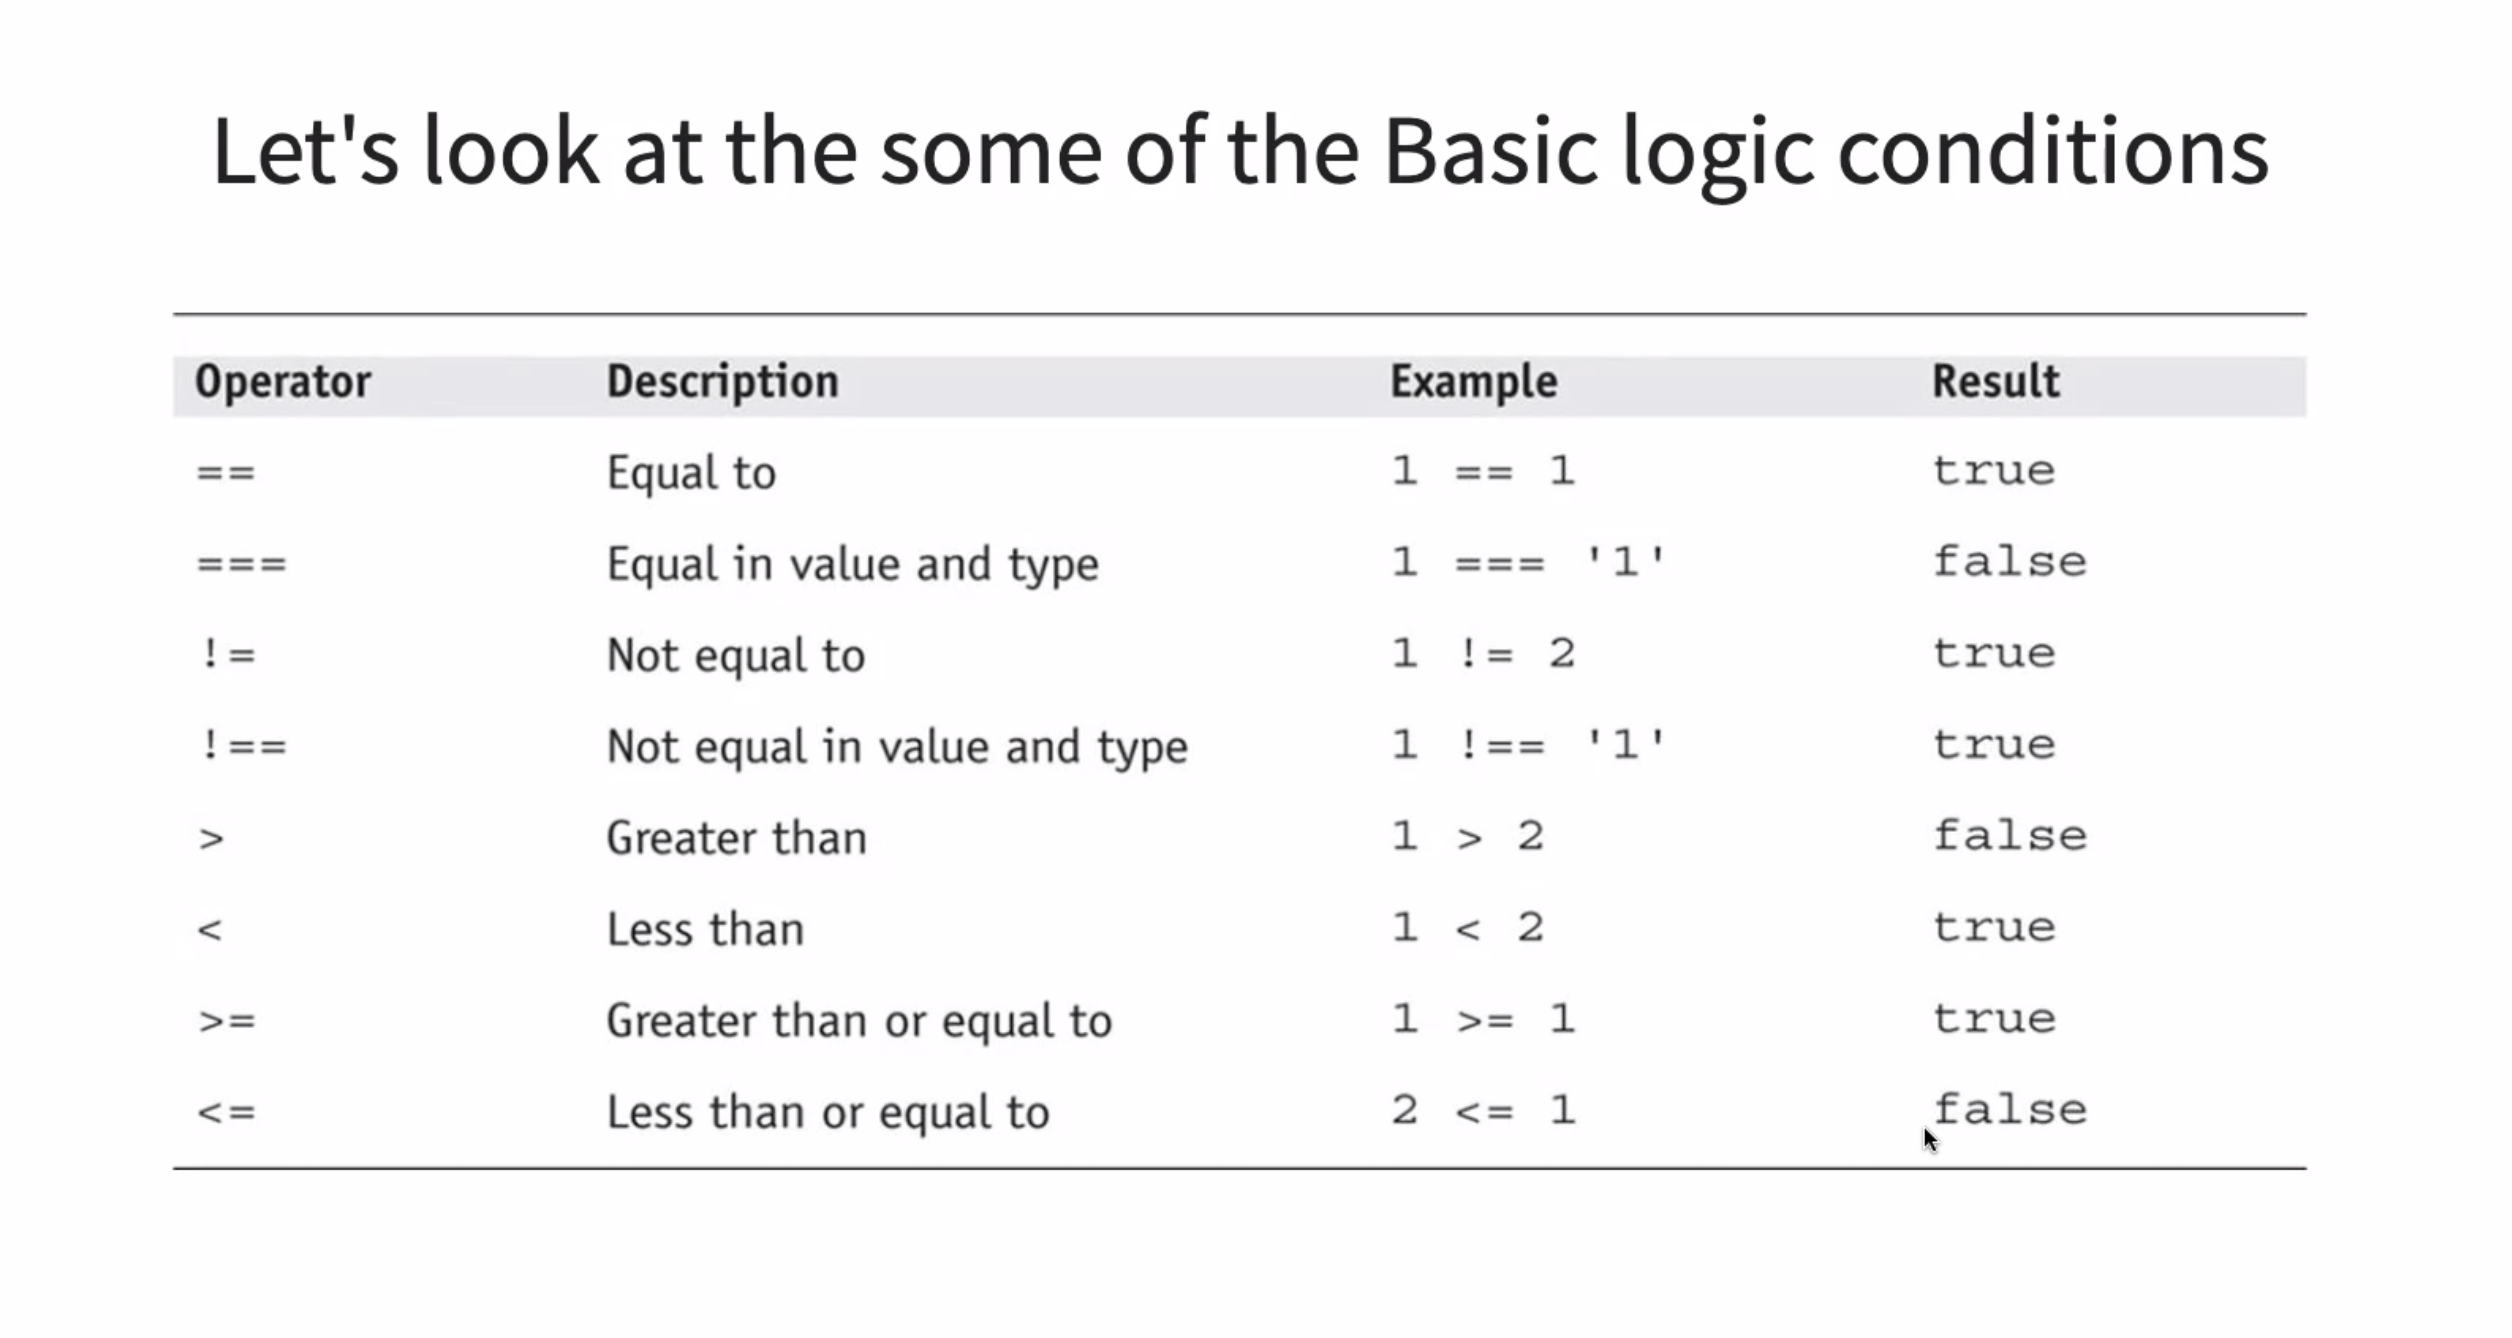 Let's look at the some of the Basic logic conditions
Operator Description Example Result
== Equal to 1 == 1 true
=== Equal in value and type 1 === '1' false
!= Not equal to 1 != 2 true
!== Not equal in value and type 1 !== '1' true
> Greater than 1 > 2 false
< Less than 1 < 2 true
>= Greater than or equal to 1 >= 1 true
<= Less than or equal to 2 <= 1 false